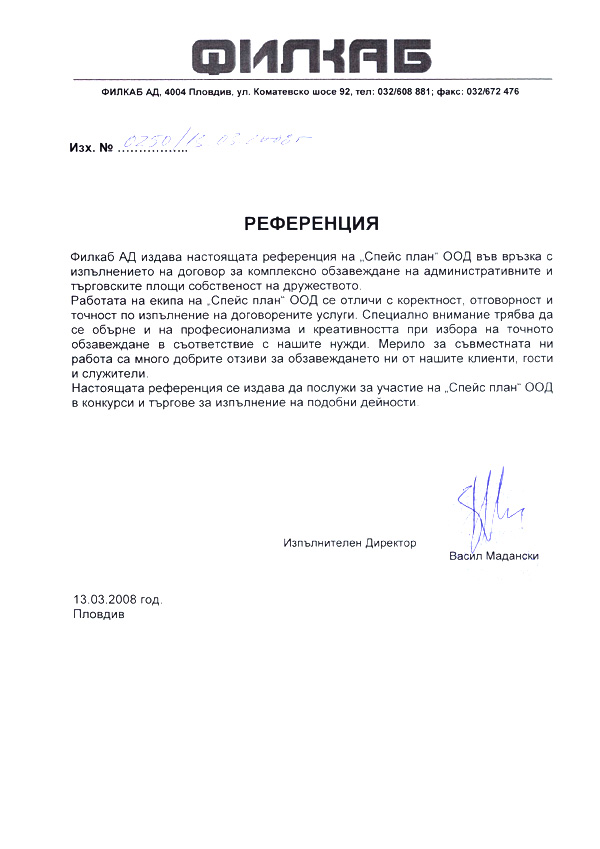 ФИЛКАБ
ФИЛКАБ АД, 4004 Пловдив, ул. Коматевско шосе 92, тел: 032/608 881; факс: 032/672 476
Изх. № 0250/13 03.2008г
РЕФЕРЕНЦИЯ
Филкаб АД издава настоящата референция на „Спейс план“ ООД във връзка с
изпълнението на договор за комплексно обзавеждане на административните и
търговските площи собственост на дружеството.
Работата на екипа на „Спейс план“ ООД се отличи с коректност, отговорност и
точност по изпълнение на договорените услуги. Специално внимание трябва да
се обърне и на професионализма и креативността при избора на точното
обзавеждане в съответствие с нашите нужди. Мерило за съвместната ни
работа са много добрите отзиви за обзавеждането ни от нашите клиенти, гости
и служители.
Настоящата референция се издава да послужи за участие на „Спейс план“ ООД
в конкурси и търгове за изпълнение на подобни дейности.
Изпълнителен Директор
Васил Мадански
13.03.2008 год.
Пловдив